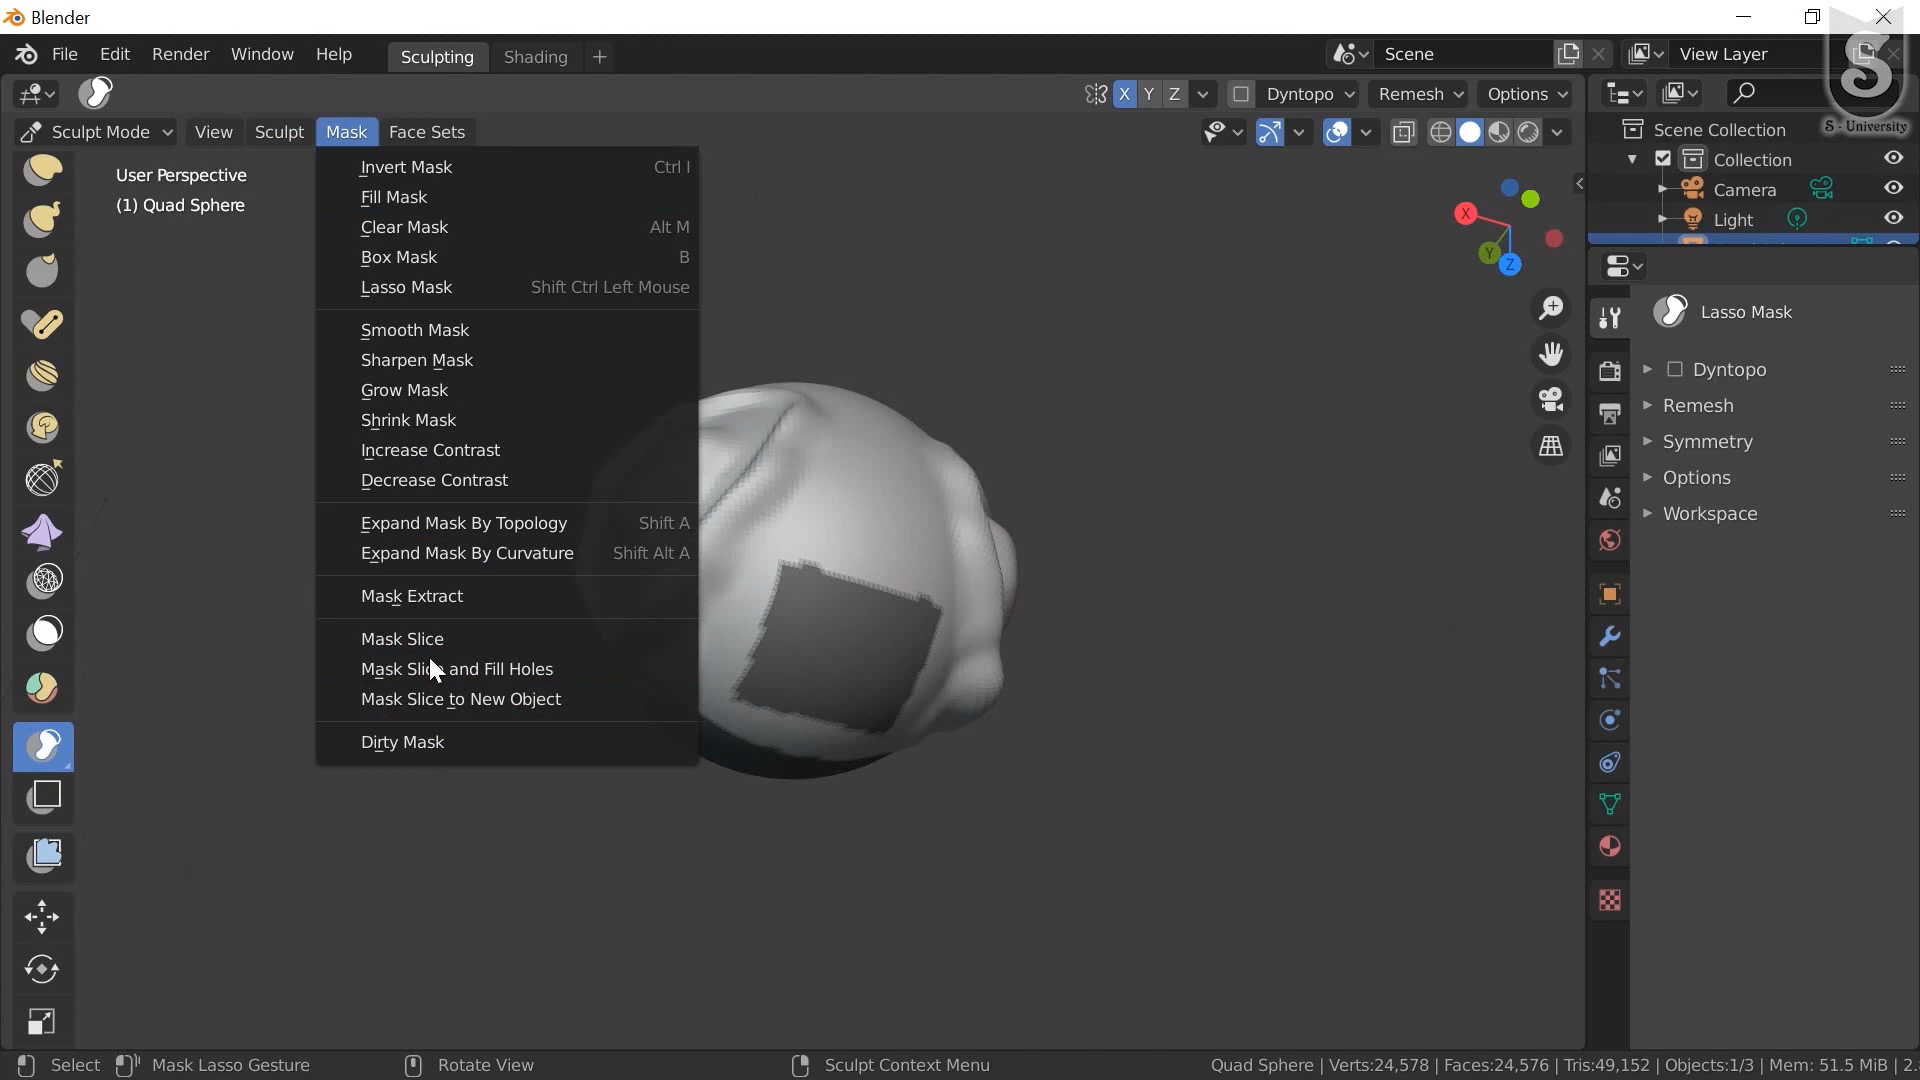 Blender
File Edit Render Window Help Sculpting Shading + Scene View Layer
X Y Z Dyntopo Remesh Options
Sculpt Mode View Sculpt Mask Face Sets
S - University
Scene Collection
Collection
Camera
Light
User Perspective
(1) Quad Sphere
Invert Mask Ctrl I
Fill Mask
Clear Mask Alt M
Box Mask B
Lasso Mask Shift Ctrl Left Mouse
Smooth Mask
Sharpen Mask
Grow Mask
Shrink Mask
Increase Contrast
Decrease Contrast
Expand Mask By Topology Shift A
Expand Mask By Curvature Shift Alt A
Mask Extract
Mask Slice
Mask Slice and Fill Holes
Mask Slice to New Object
Dirty Mask
X
Y
Z
Lasso Mask
Dyntopo
Remesh
Symmetry
Options
Workspace
Select Mask Lasso Gesture Rotate View Sculpt Context Menu Quad Sphere | Verts:24,578 | Faces:24,576 | Tris:49,152 | Objects:1/3 | Mem: 51.5 MiB | 2.